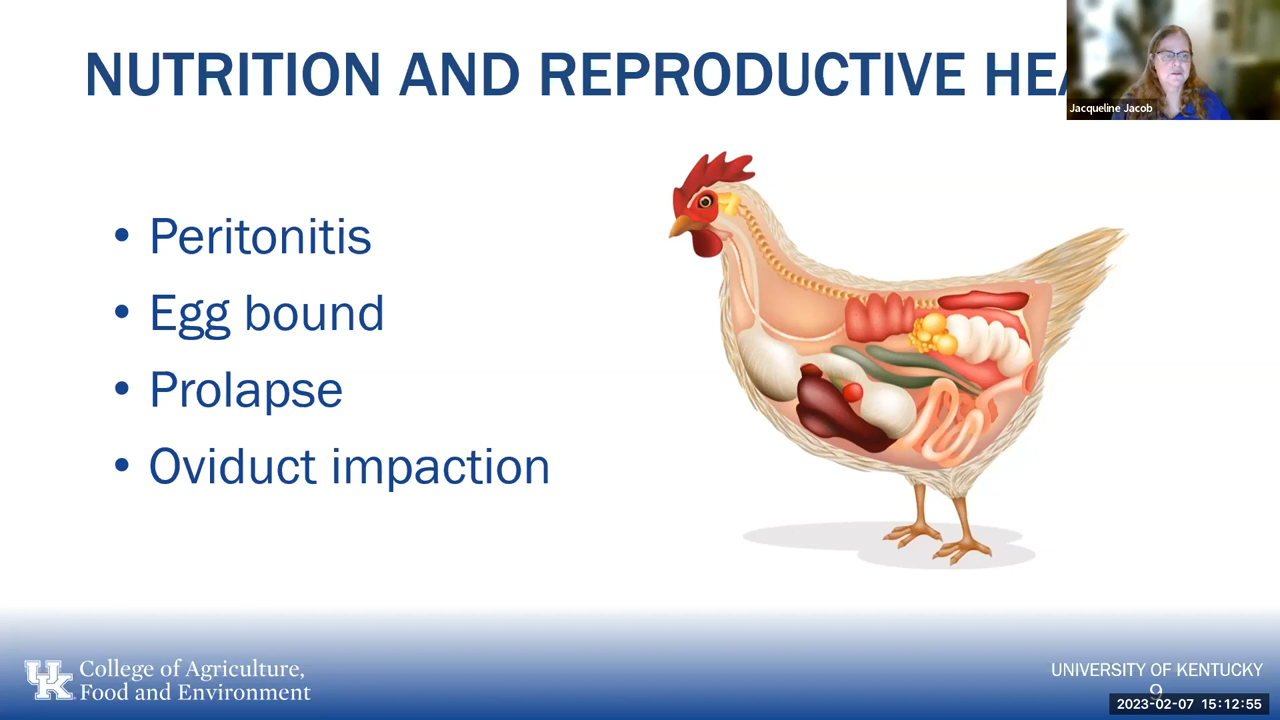 NUTRITION AND REPRODUCTIVE HEA
Jacqueline Jacob
• Peritonitis
• Egg bound
• Prolapse
• Oviduct impaction
UK
College of Agriculture,
Food and Environment
UNIVERSITY OF KENTUCKY
9
2023-02-07 15:12:55